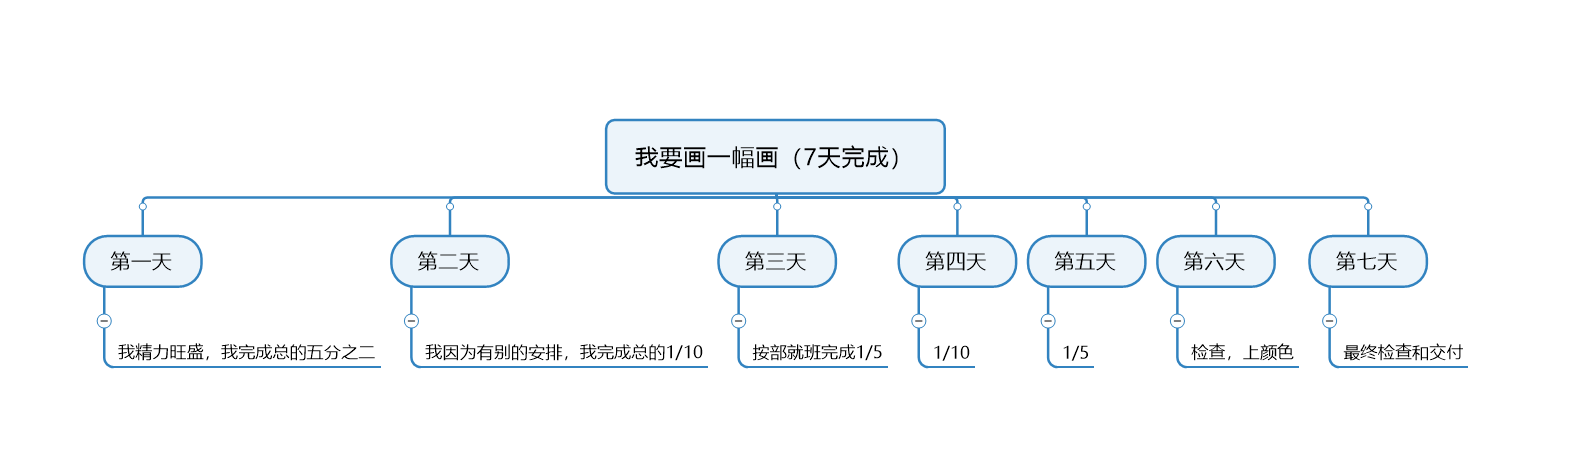 我要画一幅画（7天完成）
第一天
第二天
第三天
第四天
第五天
第六天
第七天
我精力旺盛，我完成总的五分之二
我因为有别的安排，我完成总的1/10
按部就班完成1/5
1/10
1/5
检查，上颜色
最终检查和交付